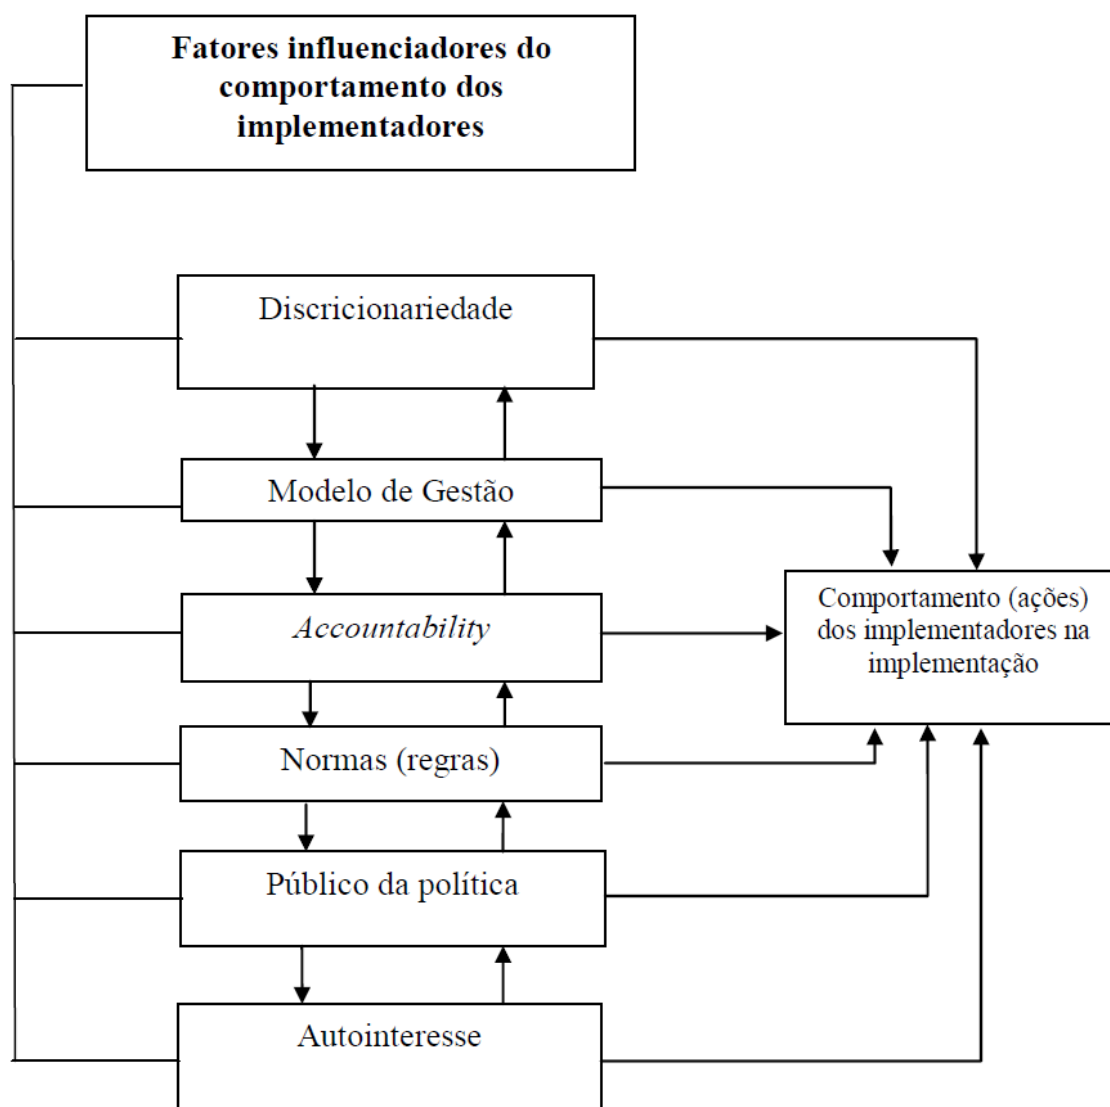 Fatores influenciadores do
comportamento dos
implementadores
Discricionariedade
Modelo de Gestão
Accountability
Comportamento (ações)
dos implementadores na
implementação
Normas (regras)
Público da política
Autointeresse